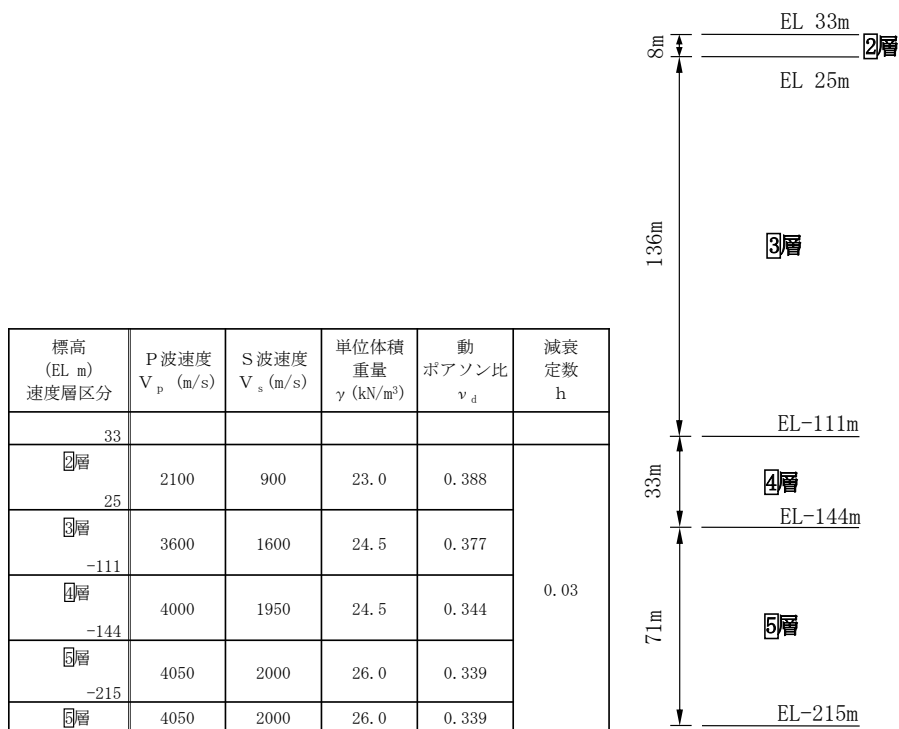 標高
(EL m)
速度層区分
P波速度
Vp (m/s)
S波速度
Vs (m/s)
単位体積
重量
γ (kN/m³)
動
ポアソン比
νd
減衰
定数
h
33
2層
25
2100
900
23.0
0.388
3層
-111
3600
1600
24.5
0.377
4層
-144
4000
1950
24.5
0.344
5層
-215
4050
2000
26.0
0.339
5層
4050
2000
26.0
0.339
0.03
EL 33m
8m
2層
EL 25m
136m
3層
EL-111m
33m
4層
EL-144m
71m
5層
EL-215m